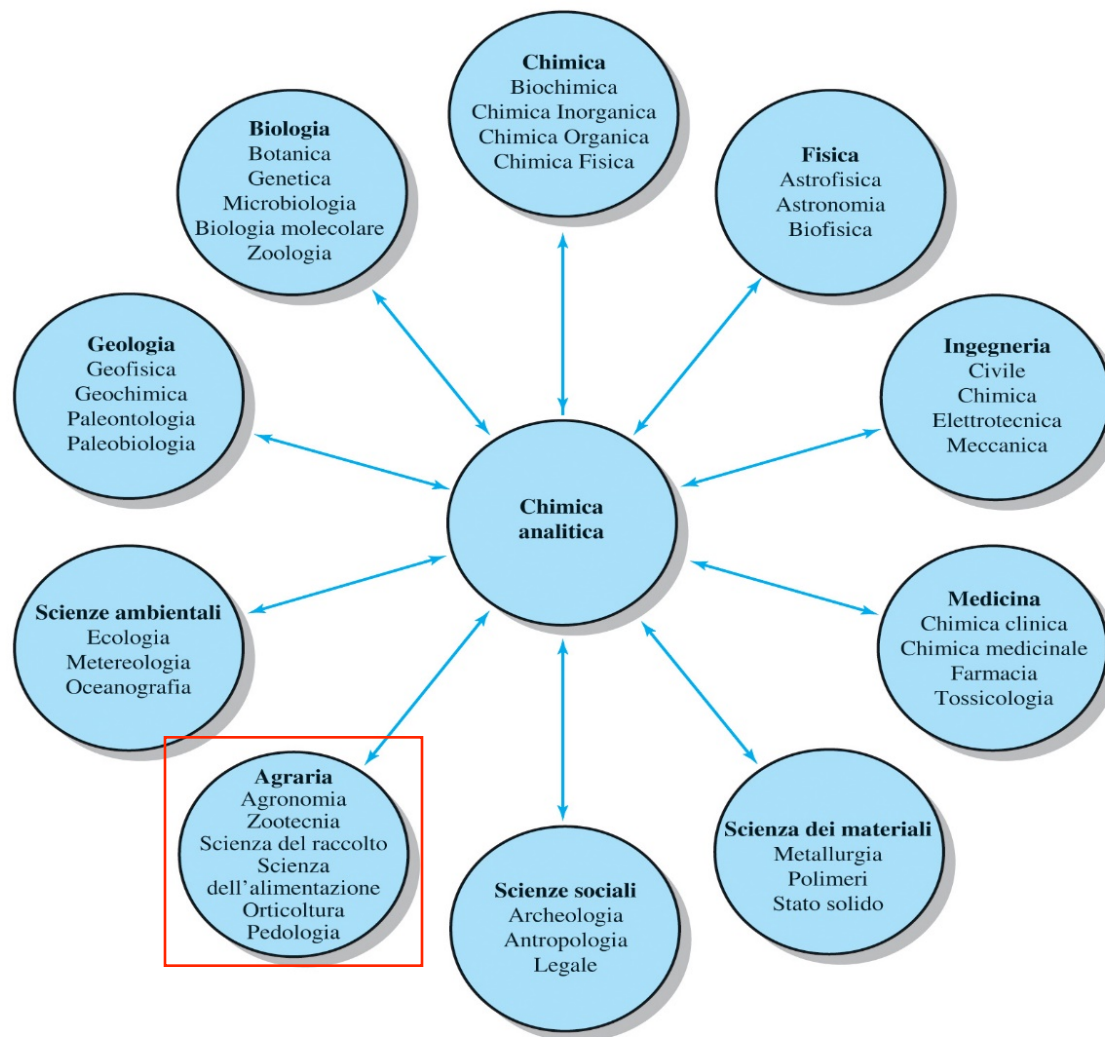 Chimica
Biochimica
Chimica Inorganica
Chimica Organica
Chimica Fisica
Biologia
Botanica
Genetica
Microbiologia
Biologia molecolare
Zoologia
Fisica
Astrofisica
Astronomia
Biofisica
Geologia
Geofisica
Geochimica
Paleontologia
Paleobiologia
Ingegneria
Civile
Chimica
Elettrotecnica
Meccanica
Chimica
analitica
Scienze ambientali
Ecologia
Metereologia
Oceanografia
Medicina
Chimica clinica
Chimica medicinale
Farmacia
Tossicologia
Agraria
Agronomia
Zootecnia
Scienza del raccolto
Scienza
dell'alimentazione
Orticoltura
Pedologia
Scienze sociali
Archeologia
Antropologia
Legale
Scienza dei materiali
Metallurgia
Polimeri
Stato solido